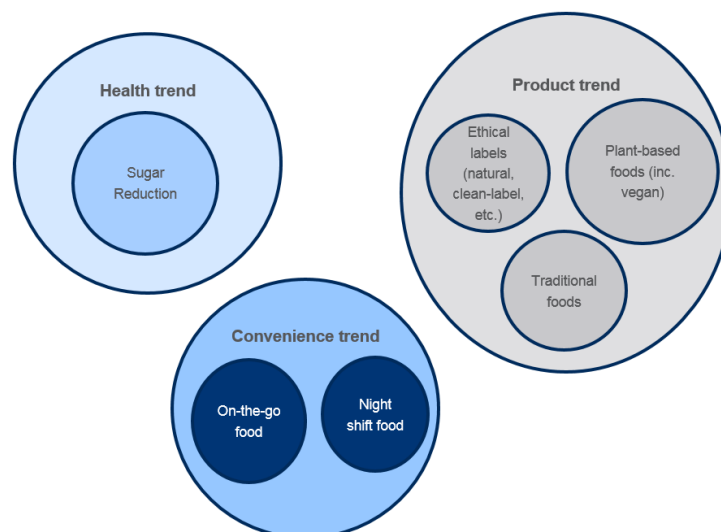 Health trend
Sugar
Reduction
Product trend
Ethical
labels
(natural,
clean-label,
etc.)
Plant-based
foods (inc.
vegan)
Traditional
foods
Convenience trend
On-the-go
food
Night
shift food